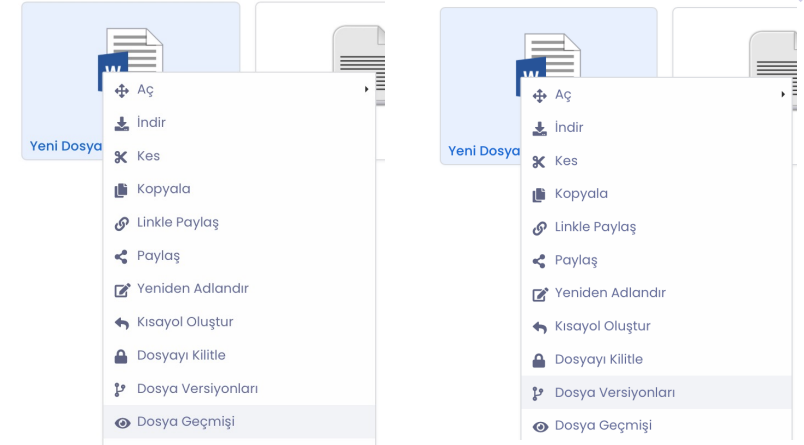 W
Yeni Dosya
Aç
İndir
Kes
Kopyala
Linkle Paylaş
Paylaş
Yeniden Adlandır
Kısayol Oluştur
Dosyayı Kilitle
Dosya Versiyonları
Dosya Geçmişi
W
Yeni Dosya
Aç
İndir
Kes
Kopyala
Linkle Paylaş
Paylaş
Yeniden Adlandır
Kısayol Oluştur
Dosyayı Kilitle
Dosya Versiyonları
Dosya Geçmişi